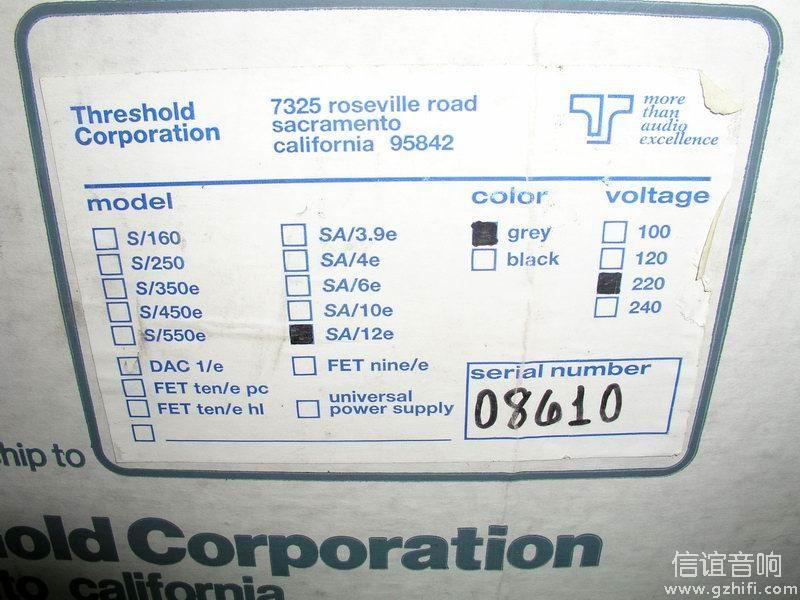 Threshold
Corporation
7325 roseville road
sacramento
california 95842
more
than
audio
excellence
model
S/160
S/250
S/350e
S/450e
S/550e
DAC 1/e
FET ten/e pc
FET ten/e hl
SA/3.9e
SA/4e
SA/6e
SA/10e
SA/12e
FET nine/e
universal
power supply
color
grey
black
voltage
100
120
220
240
serial number
08610
hip to
old Corporation
to california
信谊音响
www.gzhifi.com